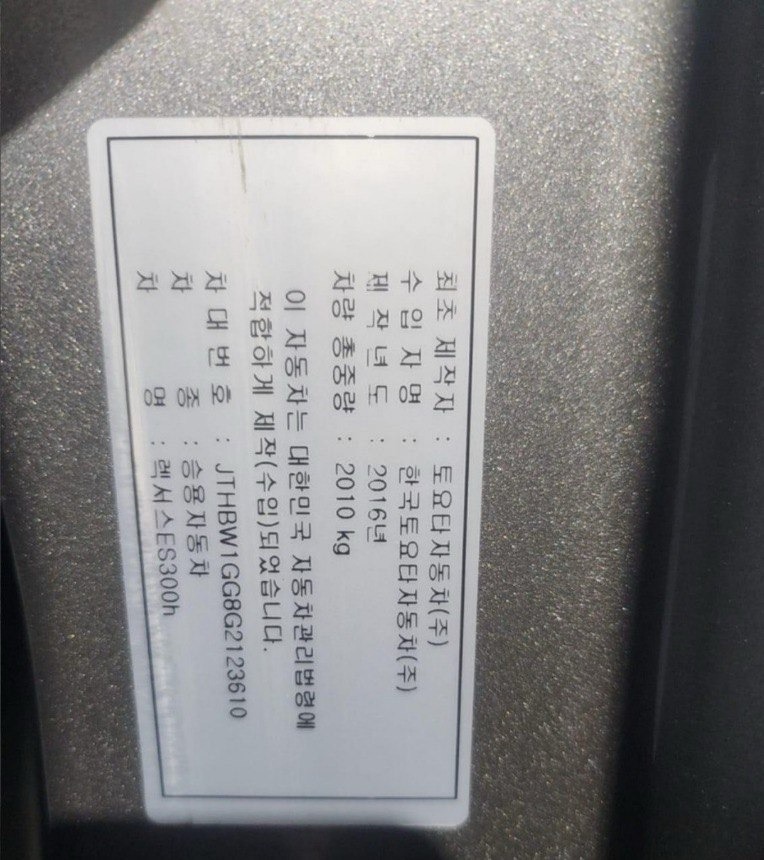 최초 제작자 : 토요타자동차(주)
수입자명 : 한국토요타자동차(주)
제작년도 : 2016년
차량 총중량 : 2010 kg
이 자동차는 대한민국 자동차관리법령에
적합하게 제작(수입)되었습니다.
차대번호 : JTHBW1GG8G2123610
차 종 : 승용자동차
차 명 : 렉서스ES300h